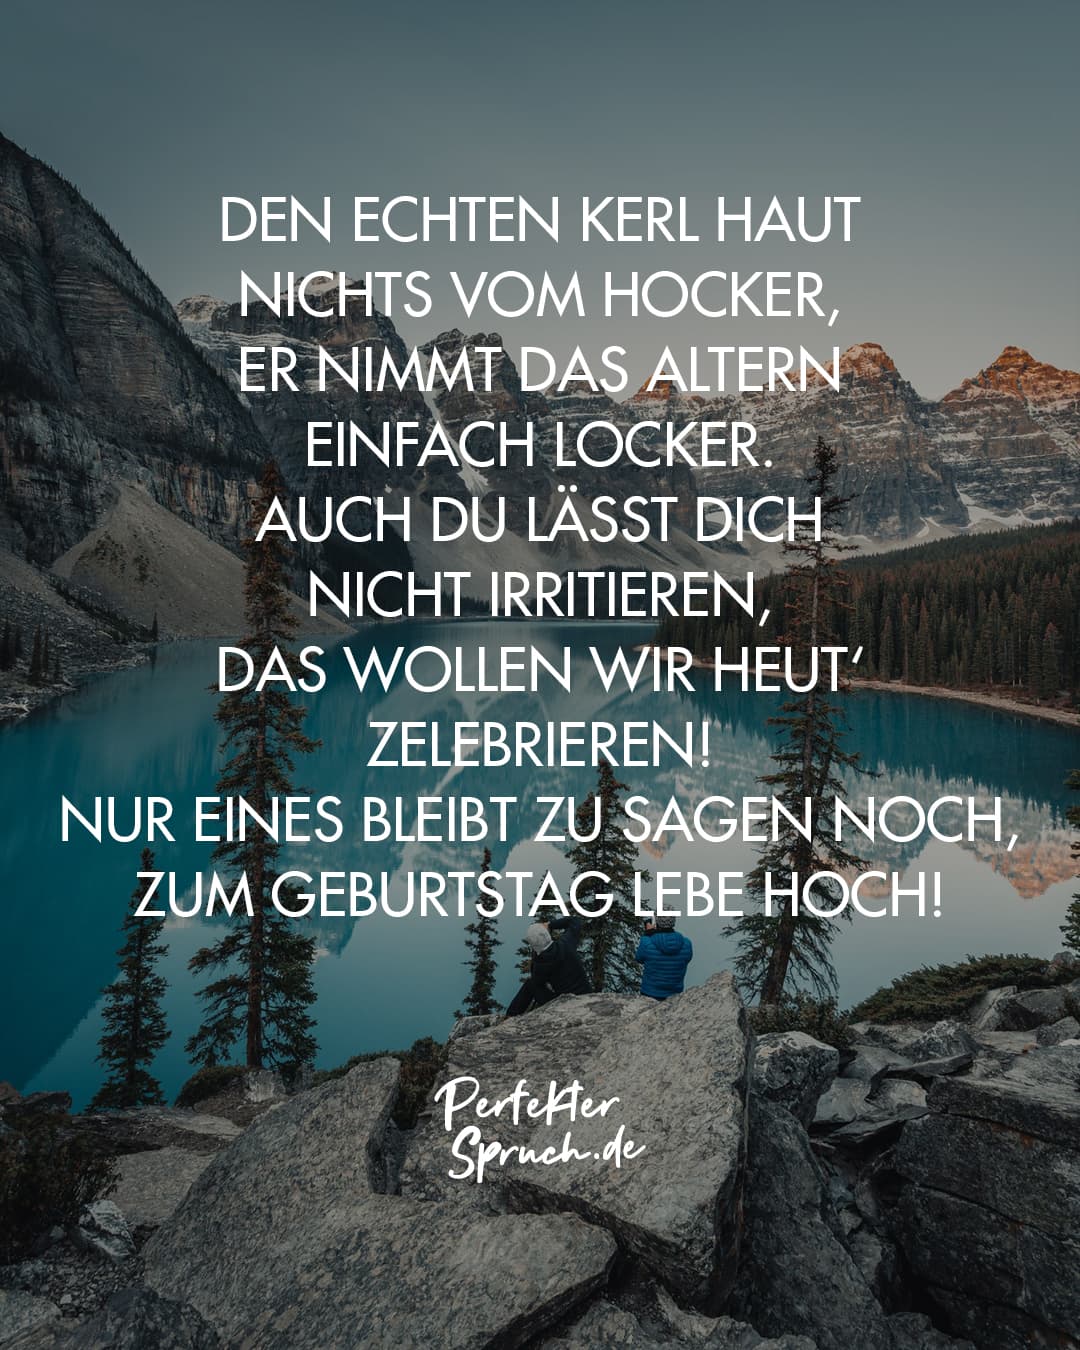 DEN ECHTEN KERL HAUT
NICHTS VOM HOCKER,
ER NIMMT DAS ALTERN
EINFACH LOCKER.
AUCH DU LÄSST DICH
NICHT IRRITIEREN,
DAS WOLLEN WIR HEUT‘
ZELEBRIEREN!
NUR EINES BLEIBT ZU SAGEN NOCH,
ZUM GEBURTSTAG LEBE HOCH!
Perfekter
Spruch.de